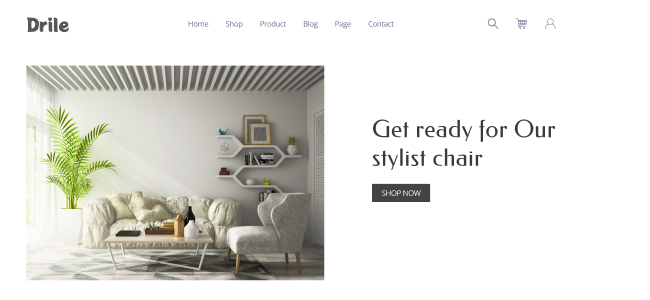 Drile
Home Shop Product Blog Page Contact
Get ready for Our
stylist chair
SHOP NOW